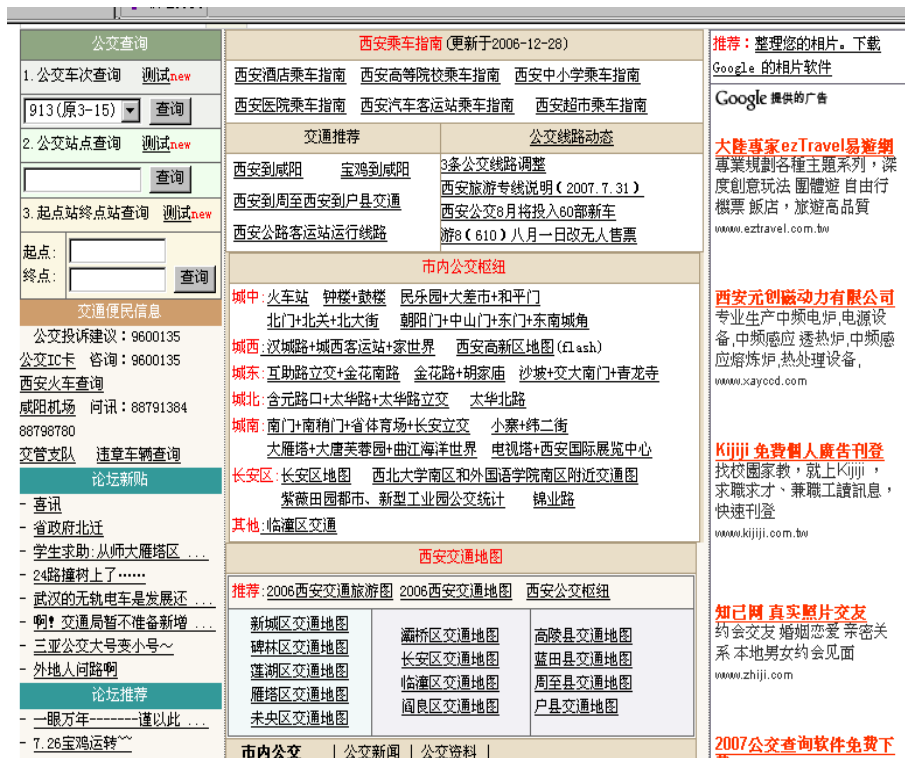 公交查询
1.公交车次查询 测试new
913(原3-15) 查询
2.公交站点查询 测试new
查询
3.起点站终点站查询 测试new
起点:
终点: 查询
交通便民信息
公交投诉建议：9600135
公交IC卡 咨询：9600135
西安火车查询
咸阳机场 问讯：88791384
88798780
交管支队 违章车辆查询
论坛新贴
- 喜讯
- 省政府北迁
- 学生求助:从师大雁塔区 ...
- 24路撞树上了……
- 武汉的无轨电车是发展还 ...
- 啊! 交通局暂不准备新增 ...
- 三亚公交大号变小号～
- 外地人问路啊
论坛推荐
- 一眼万年-------谨以此 ...
- 7.26宝鸡运转^^
西安乘车指南(更新于2006-12-28)
西安酒店乘车指南 西安高等院校乘车指南 西安中小学乘车指南
西安医院乘车指南 西安汽车客运站乘车指南 西安超市乘车指南
交通推荐
西安到咸阳 宝鸡到咸阳
西安到周至西安到户县交通
西安公路客运站运行线路
公交线路动态
3条公交线路调整
西安旅游专线说明(2007.7.31)
西安公交8月将投入60部新车
游8(610)八月一日改无人售票
市内公交枢纽
城中:火车站 钟楼+鼓楼 民乐园+大差市+和平门
北门+北关+北大街 朝阳门+中山门+东门+东南城角
城西:汉城路+城西客运站+家世界 西安高新区地图(flash)
城东:互助路立交+金花南路 金花路+胡家庙 沙坡+交大南门+青龙寺
城北:含元路口+太华路+太华路立交 太华北路
城南:南门+南稍门+省体育场+长安立交 小寨+纬二街
大雁塔+大唐芙蓉园+曲江海洋世界 电视塔+西安国际展览中心
长安区:长安区地图 西北大学南区和外国语学院南区附近交通图
紫薇田园都市、新型工业园公交统计 锦业路
其他:临潼区交通
西安交通地图
推荐:2006西安交通旅游图 2006西安交通地图 西安公交枢纽
新城区交通地图
碑林区交通地图
莲湖区交通地图
雁塔区交通地图
未央区交通地图
灞桥区交通地图
长安区交通地图
临潼区交通地图
阎良区交通地图
高陵县交通地图
蓝田县交通地图
周至县交通地图
户县交通地图
市内公交 | 公交新闻 | 公交资料 |
推荐：整理您的相片。下载
Google 的相片软件
Google 提供的广告
大陸專家ezTravel易遊網
專業規劃各種主題系列，深
度創意玩法 團體遊 自由行
機票 飯店，旅遊高品質
www.eztravel.com.tw
西安元创磁动力有限公司
专业生产中频电炉,电源设
备,中频感应 透热炉,中频感
应熔炼炉,热处理设备,
www.xayccd.com
Kijiji 免費個人廣告刊登
找校園家教，就上Kjiji，
求職求才、兼職工讀訊息，
快速刊登
www.kijiji.com.tw
知己网 真实照片交友
约会交友 婚姻恋爱 亲密关
系 本地男女约会见面
www.zhiji.com
2007公交查询软件免费下